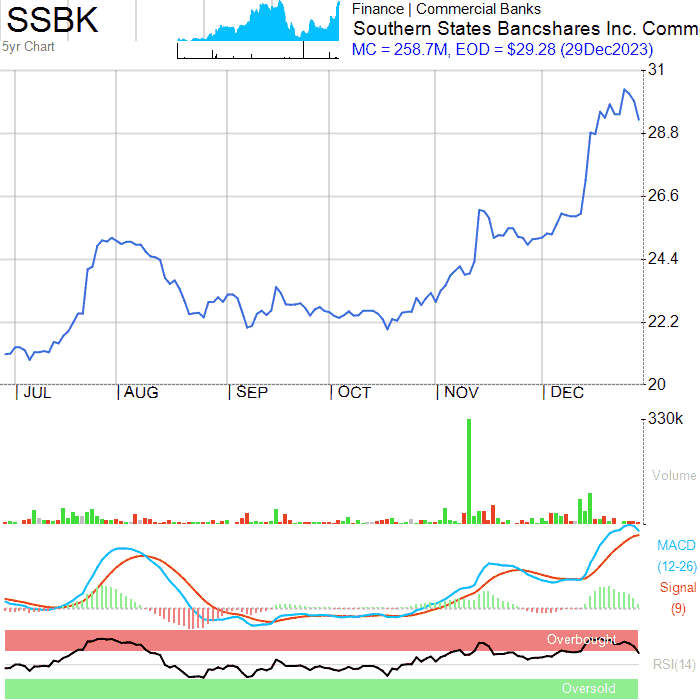 SSBK
5yr Chart
Finance | Commercial Banks
Southern States Bancshares Inc. Comm
MC = 258.7M, EOD = $29.28 (29Dec2023)
31
28.8
26.6
24.4
22.2
20
JUL AUG SEP OCT NOV DEC
330k
Volume
MACD
(12-26)
Signal
(9)
Overbought
RSI(14)
Oversold